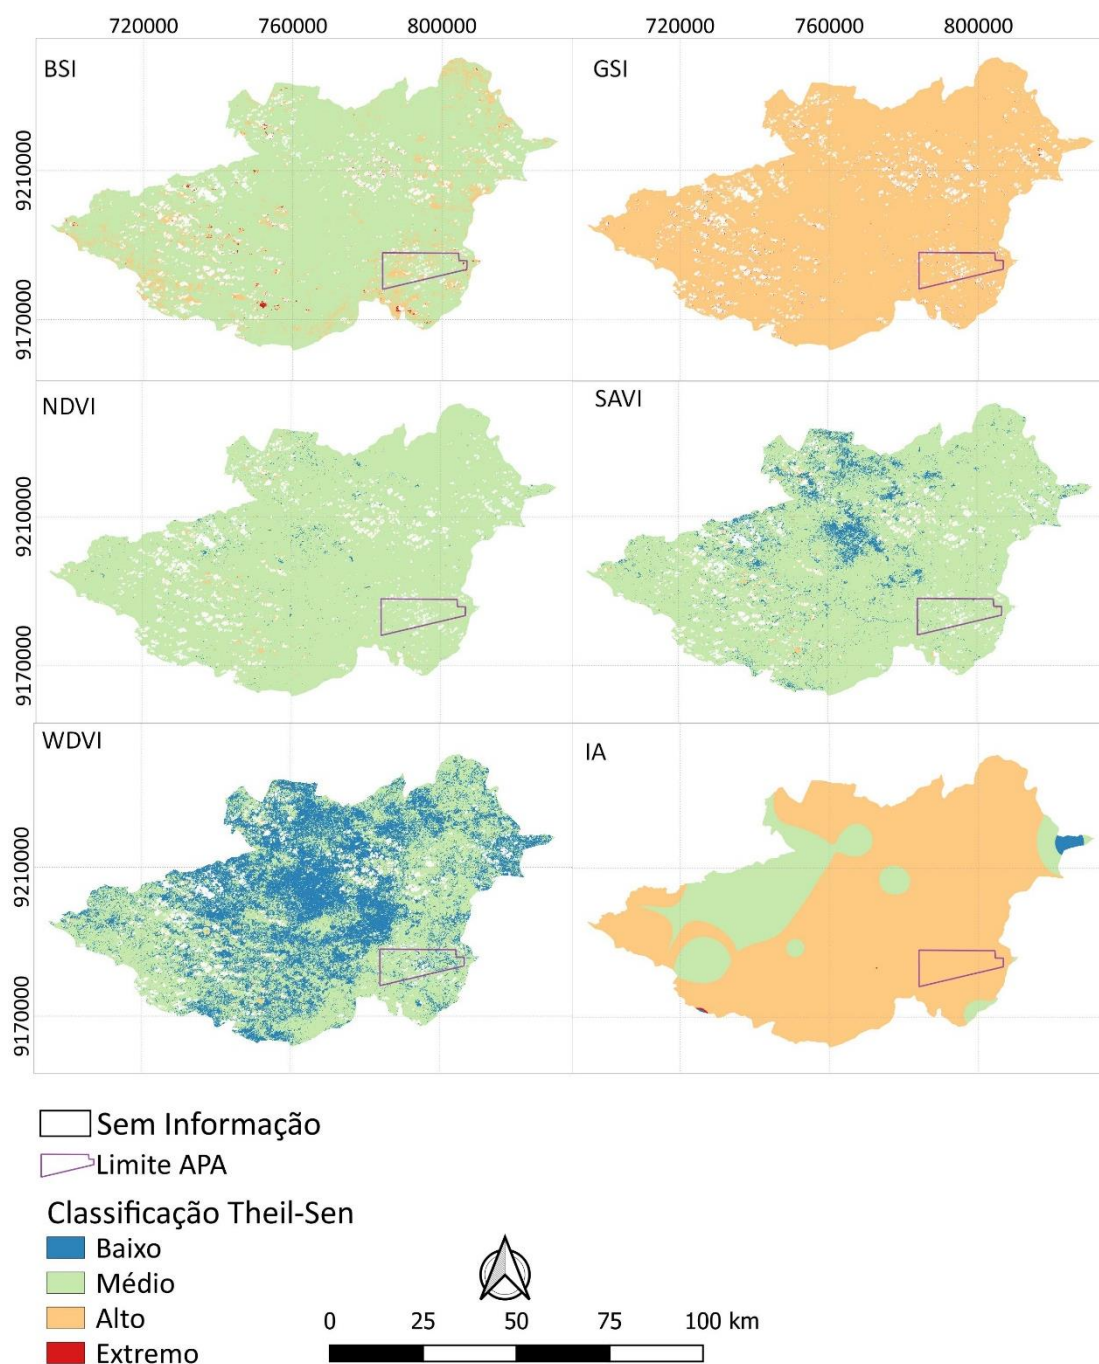 720000 760000 800000 720000 760000 800000
BSI GSI
9210000
9170000
NDVI SAVI
9210000
9170000
WDVI IA
9210000
9170000
Sem Informação
Limite APA
Classificação Theil-Sen
Baixo
Médio
Alto
Extremo
0 25 50 75 100 km